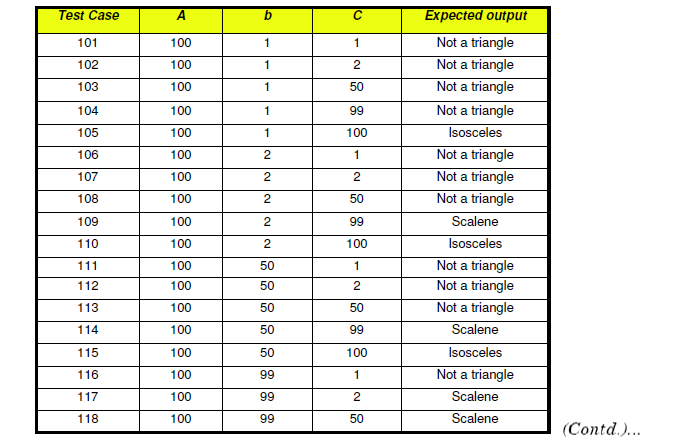 Test Case A b C Expected output
101 100 1 1 Not a triangle
102 100 1 2 Not a triangle
103 100 1 50 Not a triangle
104 100 1 99 Not a triangle
105 100 1 100 Isosceles
106 100 2 1 Not a triangle
107 100 2 2 Not a triangle
108 100 2 50 Not a triangle
109 100 2 99 Scalene
110 100 2 100 Isosceles
111 100 50 1 Not a triangle
112 100 50 2 Not a triangle
113 100 50 50 Not a triangle
114 100 50 99 Scalene
115 100 50 100 Isosceles
116 100 99 1 Not a triangle
117 100 99 2 Scalene
118 100 99 50 Scalene
(Contd.)...